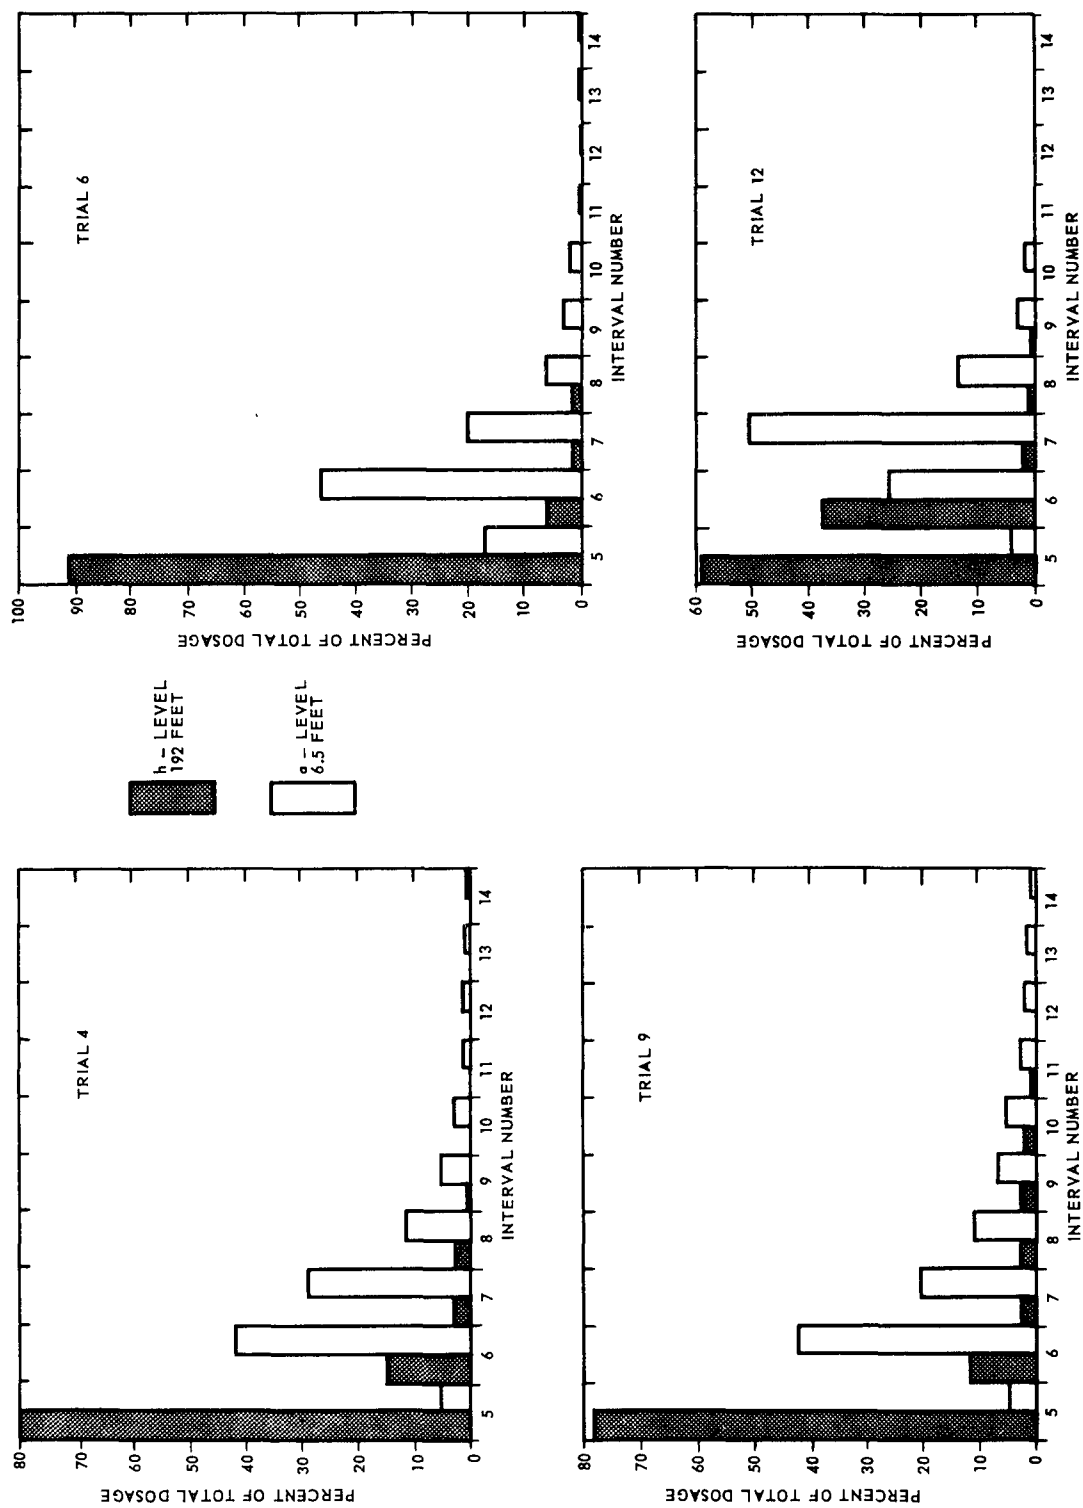 100
90
80
70
60
50
40
30
20
10
0
PERCENT OF TOTAL DOSAGE
TRIAL 6
5 6 7 8 9 10 11 12 13 14
INTERVAL NUMBER
60
50
40
30
20
10
0
PERCENT OF TOTAL DOSAGE
TRIAL 12
5 6 7 8 9 10 11 12 13 14
INTERVAL NUMBER
h – LEVEL
192 FEET
a – LEVEL
6.5 FEET
80
70
60
50
40
30
20
10
0
PERCENT OF TOTAL DOSAGE
TRIAL 4
5 6 7 8 9 10 11 12 13 14
INTERVAL NUMBER
80
70
60
50
40
30
20
10
0
PERCENT OF TOTAL DOSAGE
TRIAL 9
5 6 7 8 9 10 11 12 13 14
INTERVAL NUMBER